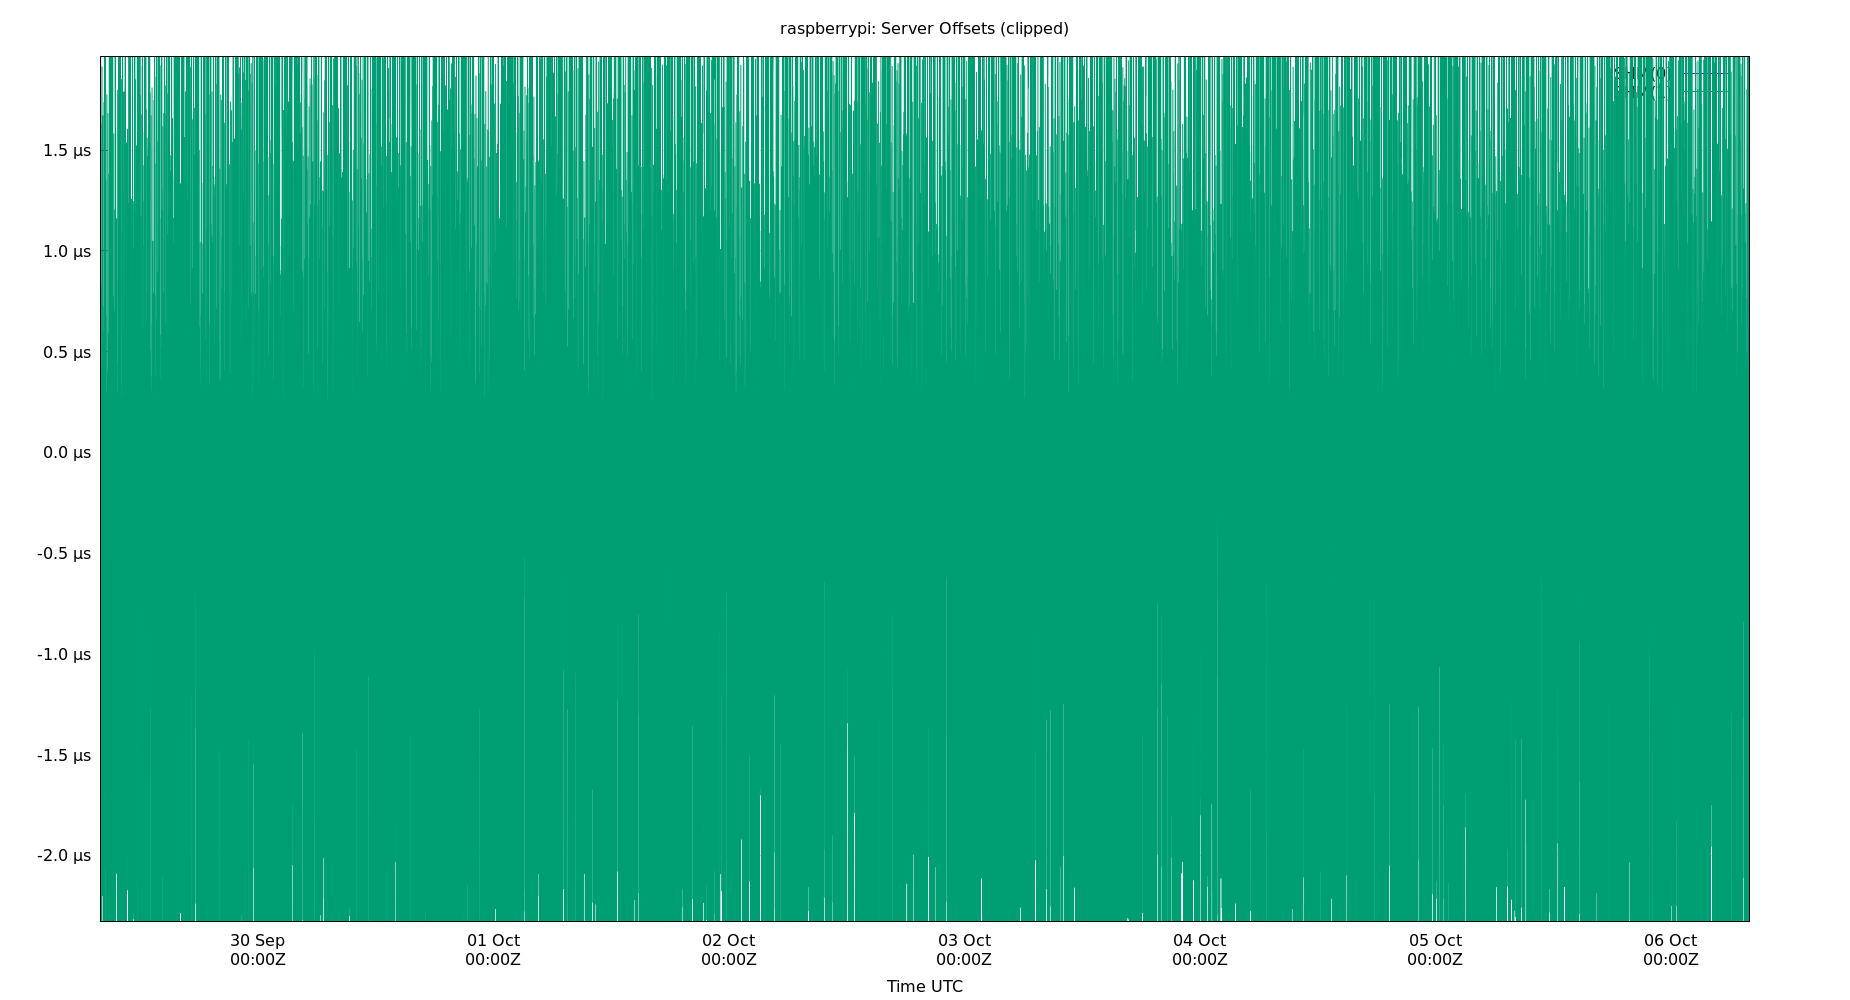 raspberrypi: Server Offsets (clipped)
1.5 µs
1.0 µs
0.5 µs
0.0 µs
-0.5 µs
-1.0 µs
-1.5 µs
-2.0 µs
30 Sep 01 Oct 02 Oct 03 Oct 04 Oct 05 Oct 06 Oct
00:00Z 00:00Z 00:00Z 00:00Z 00:00Z 00:00Z 00:00Z
Time UTC